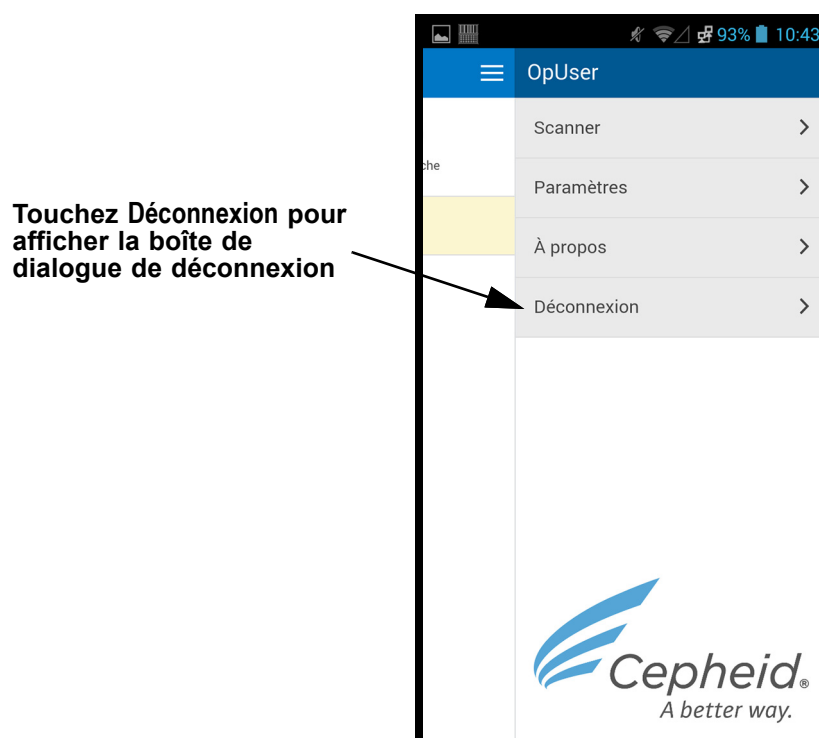 93% 10:43
OpUser
Scanner
che
Paramètres
Touchez Déconnexion pour
afficher la boîte de
dialogue de déconnexion
À propos
Déconnexion
Cepheid®
A better way.